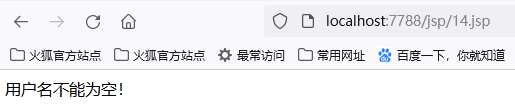 localhost:7788/jsp/14.jsp
火狐官方站点 火狐官方站点 最常访问 常用网址 百度一下，你就知道
用户名不能为空！